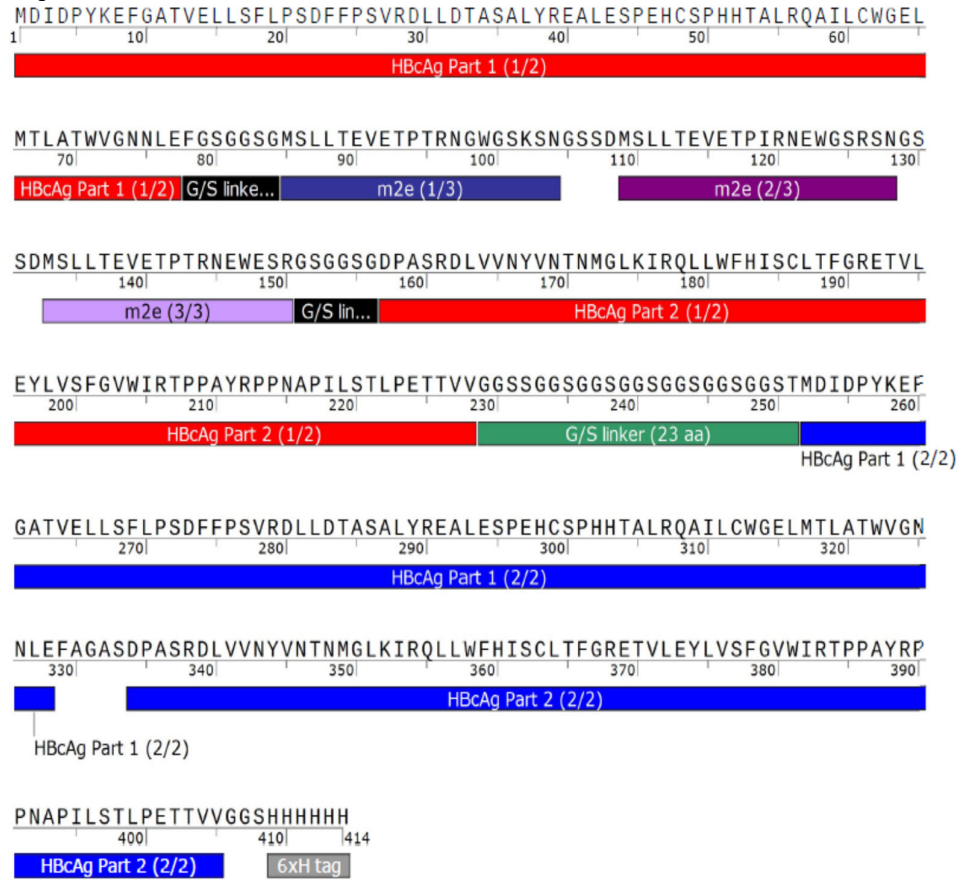 MDIDPYKEFGATVELLSFLPSDFFPSVRDLLDTASALYREALESPEHCSPHHTALRQAILCWGEL
1 10 20 30 40 50 60
HBcAg Part 1 (1/2)
MTLATWVGNNLEFGSGGSGMSLLTEVETPTRNGWGSKSNGSSDMSLLTEVETPIRNEWGSRSNGS
70 80 90 100 110 120 130
HBcAg Part 1 (1/2) G/S linke... m2e (1/3) m2e (2/3)
SDMSLLTEVETPTRNEWESRGSGGSGDPASRDLVVNYVNTNMGLKIRQLLWFHISCLTFGRETVL
140 150 160 170 180 190
m2e (3/3) G/S lin... HBcAg Part 2 (1/2)
EYLVSFGVWIRTPPAYRPPNAPILSTLPETTVVGGSSGGSGGSGGSGGSGGSGGSTMDIDPYKEF
200 210 220 230 240 250 260
HBcAg Part 2 (1/2) G/S linker (23 aa)
HBcAg Part 1 (2/2)
GATVELLSFLPSDFFPSVRDLLDTASALYREALESPEHCSPHHTALRQAILCWGELMTLATWVGN
270 280 290 300 310 320
HBcAg Part 1 (2/2)
NLEFAGASDPASRDLVVNYVNTNMGLKIRQLLWFHISCLTFGRETVLEYLVSFGVWIRTPPAYRP
330 340 350 360 370 380 390
HBcAg Part 2 (2/2)
HBcAg Part 1 (2/2)
PNAPILSTLPETTVVGGSHHHHHH
400 410 414
HBcAg Part 2 (2/2) 6xH tag